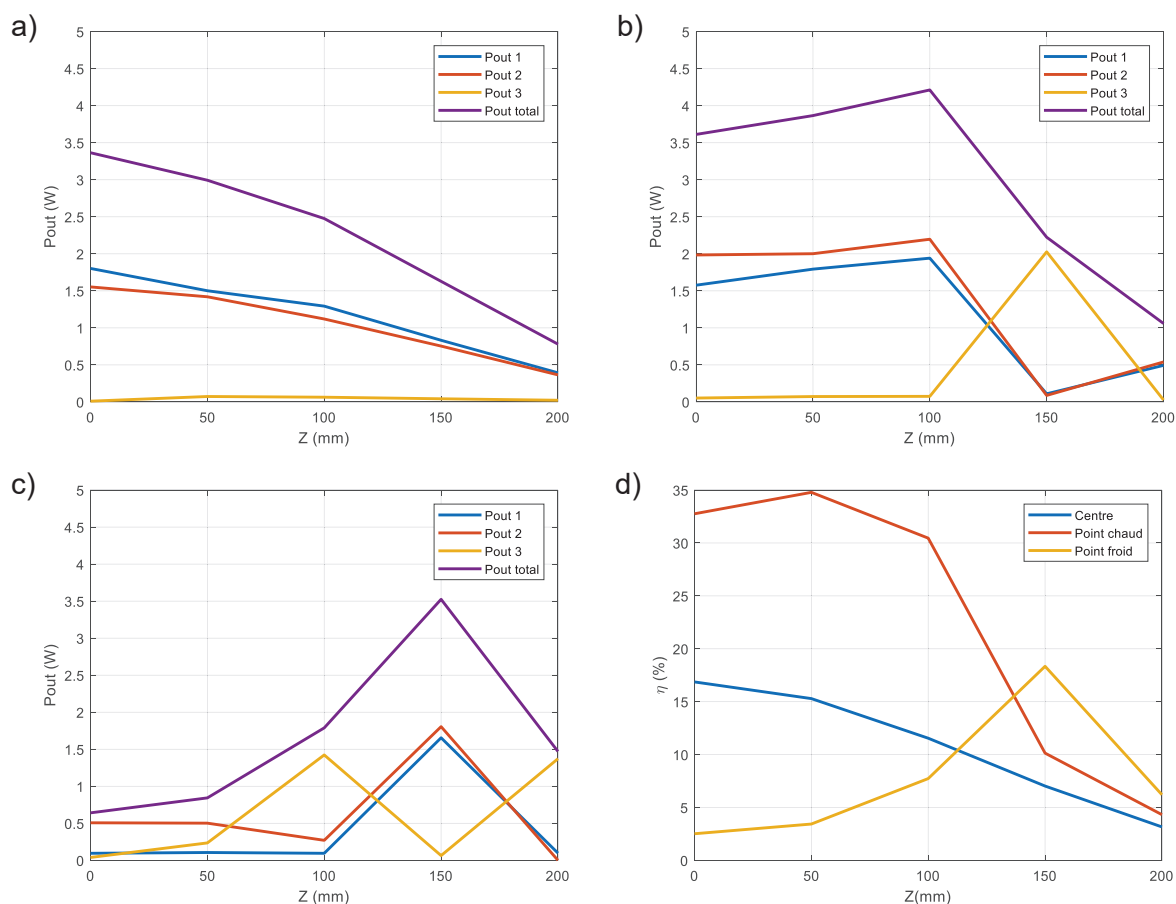 a)
5
4.5
4
3.5
3
2.5
2
1.5
1
0.5
0
Pout (W)
Pout 1
Pout 2
Pout 3
Pout total
0 50 100 150 200
Z (mm)
b)
5
4.5
4
3.5
3
2.5
2
1.5
1
0.5
0
Pout (W)
Pout 1
Pout 2
Pout 3
Pout total
0 50 100 150 200
Z (mm)
c)
5
4.5
4
3.5
3
2.5
2
1.5
1
0.5
0
Pout (W)
Pout 1
Pout 2
Pout 3
Pout total
0 50 100 150 200
Z (mm)
d)
35
30
25
20
15
10
5
0
η (%)
Centre
Point chaud
Point froid
0 50 100 150 200
Z(mm)